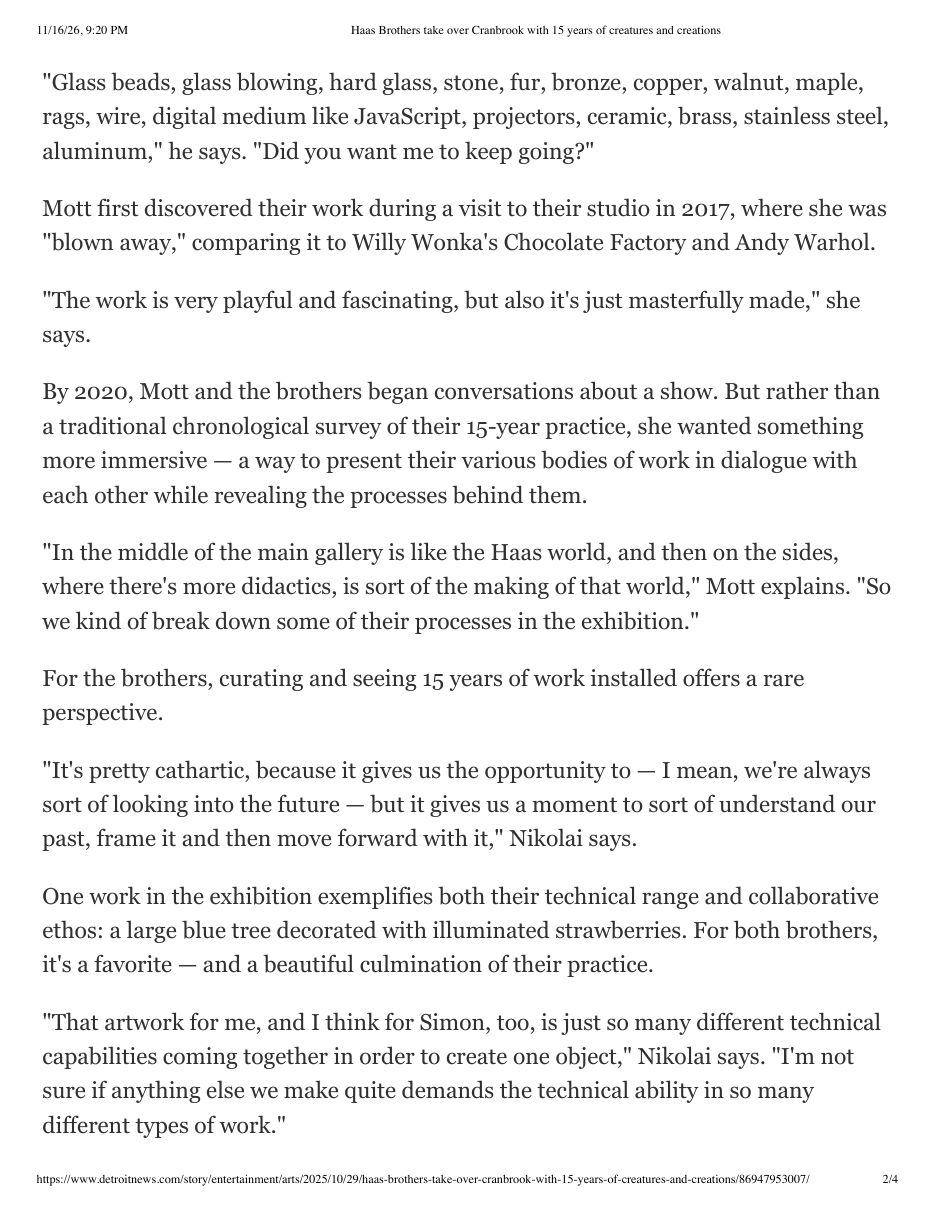 11/16/26, 9:20 PM
Haas Brothers take over Cranbrook with 15 years of creatures and creations
"Glass beads, glass blowing, hard glass, stone, fur, bronze, copper, walnut, maple,
rags, wire, digital medium like JavaScript, projectors, ceramic, brass, stainless steel,
aluminum," he says. "Did you want me to keep going?"
Mott first discovered their work during a visit to their studio in 2017, where she was
"blown away," comparing it to Willy Wonka's Chocolate Factory and Andy Warhol.
"The work is very playful and fascinating, but also it's just masterfully made," she
says.
By 2020, Mott and the brothers began conversations about a show. But rather than
a traditional chronological survey of their 15-year practice, she wanted something
more immersive — a way to present their various bodies of work in dialogue with
each other while revealing the processes behind them.
"In the middle of the main gallery is like the Haas world, and then on the sides,
where there's more didactics, is sort of the making of that world," Mott explains. "So
we kind of break down some of their processes in the exhibition."
For the brothers, curating and seeing 15 years of work installed offers a rare
perspective.
"It's pretty cathartic, because it gives us the opportunity to — I mean, we're always
sort of looking into the future — but it gives us a moment to sort of understand our
past, frame it and then move forward with it," Nikolai says.
One work in the exhibition exemplifies both their technical range and collaborative
ethos: a large blue tree decorated with illuminated strawberries. For both brothers,
it's a favorite — and a beautiful culmination of their practice.
"That artwork for me, and I think for Simon, too, is just so many different technical
capabilities coming together in order to create one object," Nikolai says. "I'm not
sure if anything else we make quite demands the technical ability in so many
different types of work."
https://www.detroitnews.com/story/entertainment/arts/2025/10/29/haas-brothers-take-over-cranbrook-with-15-years-of-creatures-and-creations/86947953007/
2/4